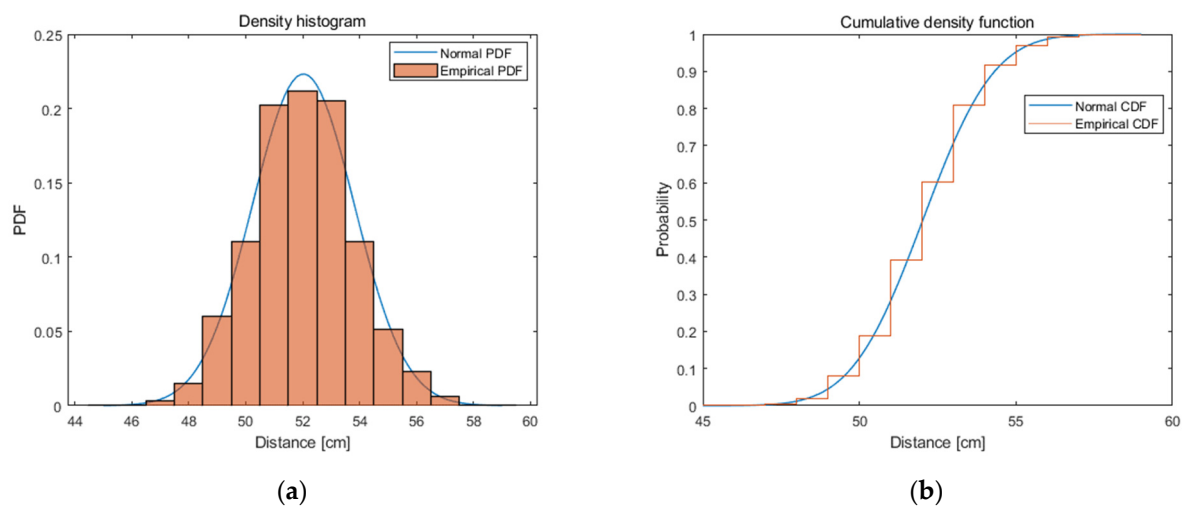 Density histogram
0.25
0.2
0.15
0.1
0.05
0
PDF
Normal PDF
Empirical PDF
44 46 48 50 52 54 56 58 60
Distance [cm]
(a)
Cumulative density function
1
0.9
0.8
0.7
0.6
0.5
0.4
0.3
0.2
0.1
0
Probability
Normal CDF
Empirical CDF
45 50 55 60
Distance [cm]
(b)